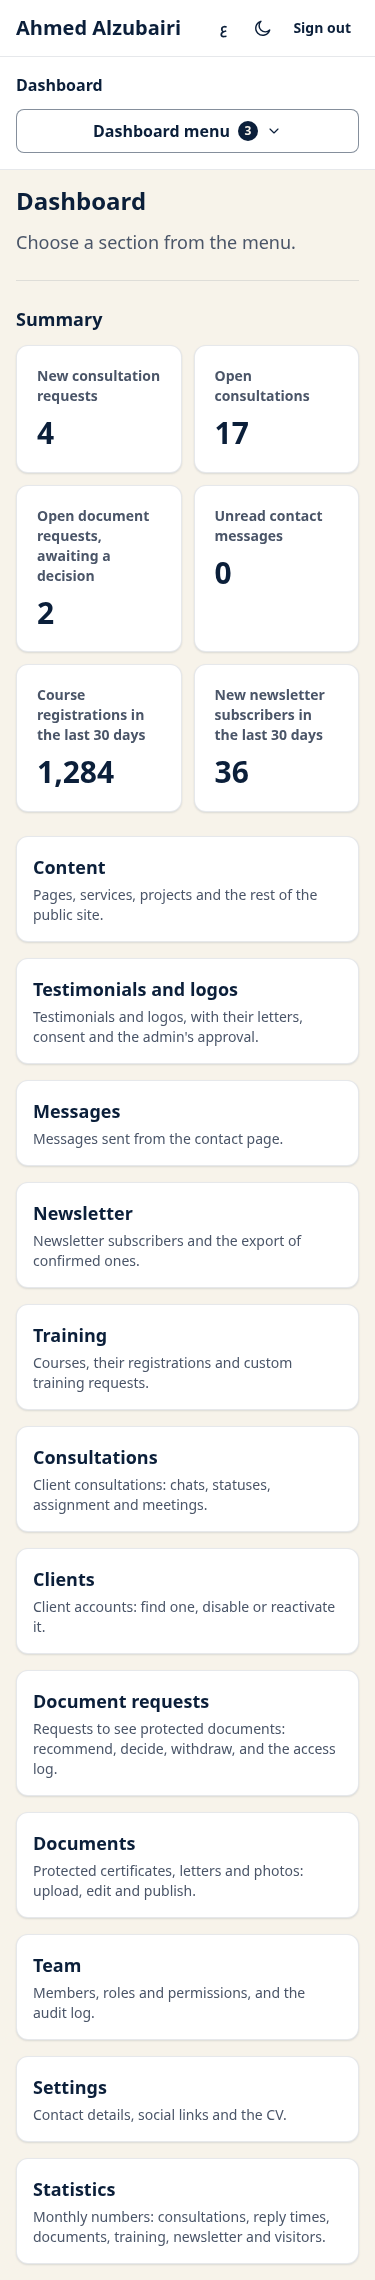 Ahmed Alzubairi
ع
Sign out
Dashboard
Dashboard menu 3
Dashboard
Choose a section from the menu.
Summary
New consultation
requests
4
Open
consultations
17
Open document
requests,
awaiting a
decision
2
Unread contact
messages
0
Course
registrations in
the last 30 days
1,284
New newsletter
subscribers in
the last 30 days
36
Content
Pages, services, projects and the rest of the
public site.
Testimonials and logos
Testimonials and logos, with their letters,
consent and the admin's approval.
Messages
Messages sent from the contact page.
Newsletter
Newsletter subscribers and the export of
confirmed ones.
Training
Courses, their registrations and custom
training requests.
Consultations
Client consultations: chats, statuses,
assignment and meetings.
Clients
Client accounts: find one, disable or reactivate
it.
Document requests
Requests to see protected documents:
recommend, decide, withdraw, and the access
log.
Documents
Protected certificates, letters and photos:
upload, edit and publish.
Team
Members, roles and permissions, and the
audit log.
Settings
Contact details, social links and the CV.
Statistics
Monthly numbers: consultations, reply times,
documents, training, newsletter and visitors.